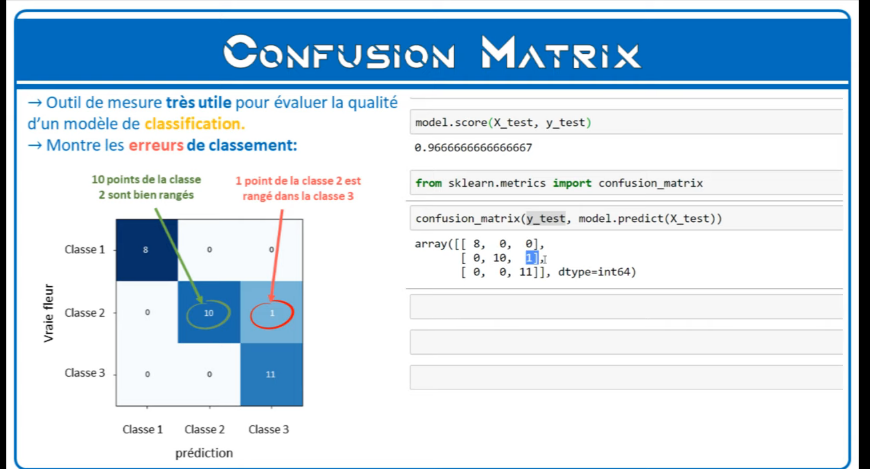 CONFUSION MATRIX
→ Outil de mesure très utile pour évaluer la qualité
d'un modèle de classification.
→ Montre les erreurs de classement:
10 points de la classe
2 sont bien rangés
1 point de la classe 2 est
rangé dans la classe 3
Vraie fleur
Classe 1
8 0 0
Classe 2
0 10 1
Classe 3
0 0 11
Classe 1 Classe 2 Classe 3
prédiction
model.score(X_test, y_test)
0.9666666666666667
from sklearn.metrics import confusion_matrix
confusion_matrix(y_test, model.predict(X_test))
array([[ 8, 0, 0],
[ 0, 10, 1],
[ 0, 0, 11]], dtype=int64)